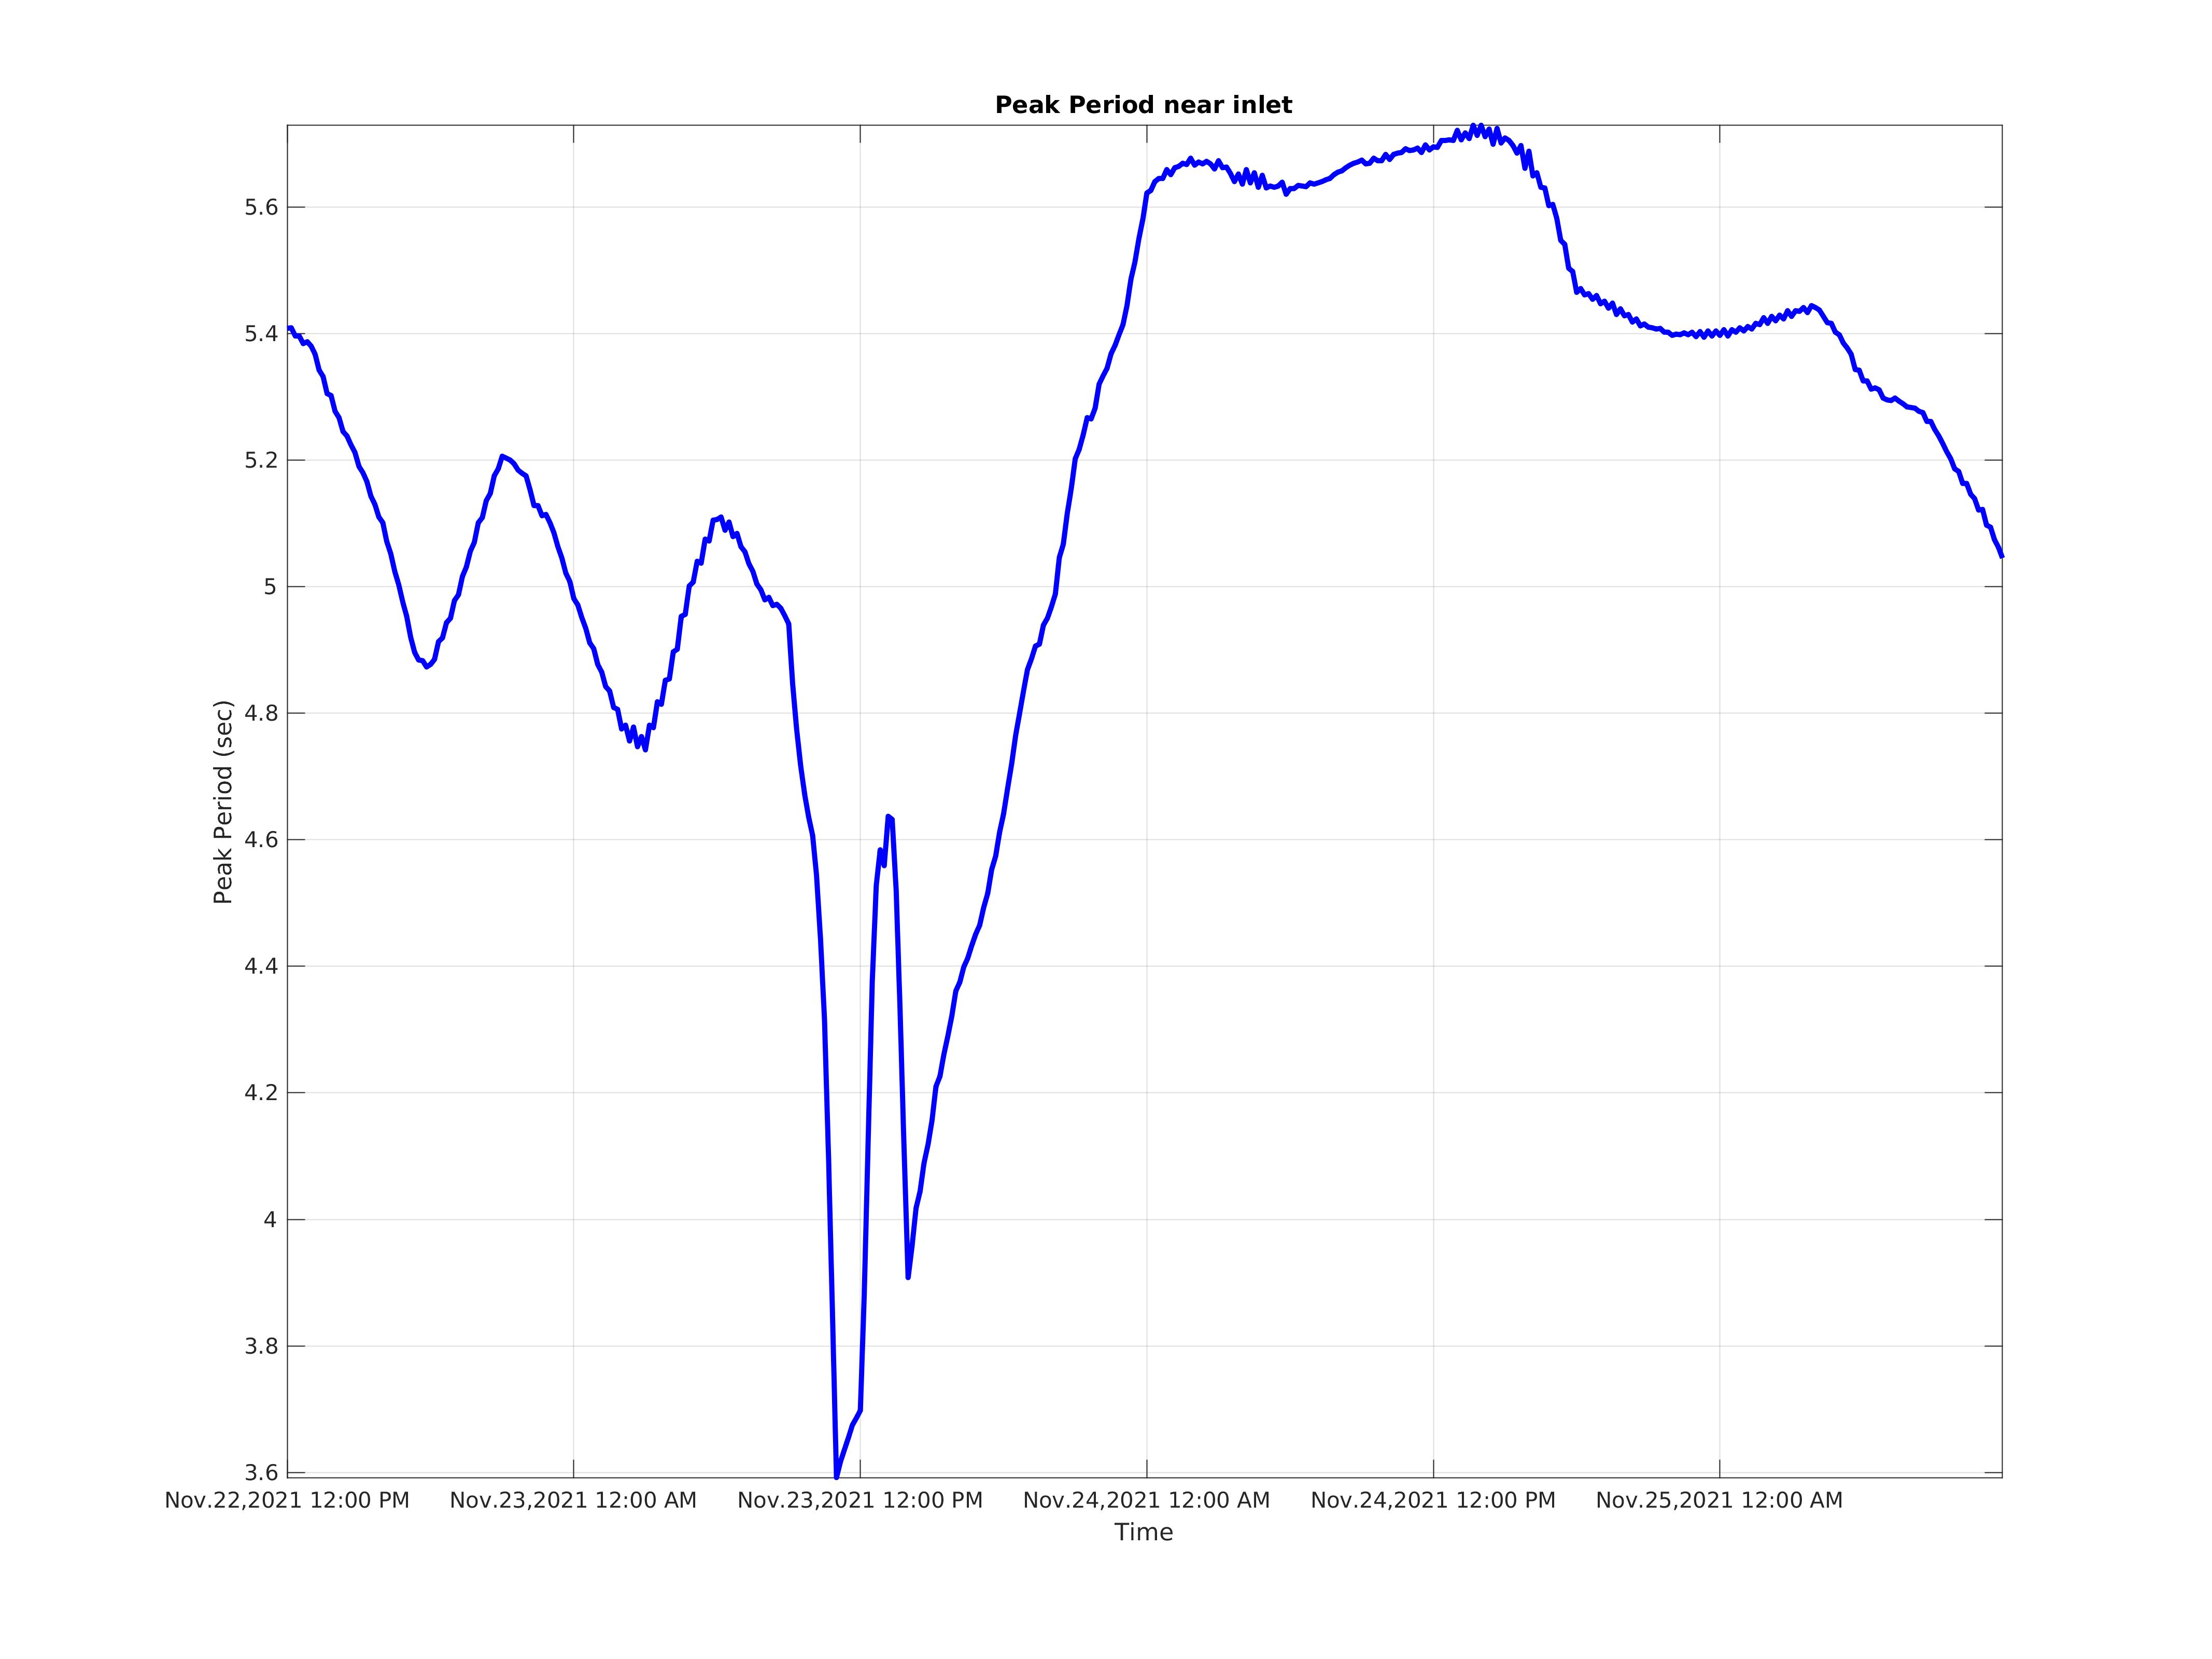 Peak Period near inlet
5.6
5.4
5.2
5
4.8
4.6
4.4
4.2
4
3.8
3.6
Peak Period (sec)
Nov.22,2021 12:00 PM
Nov.23,2021 12:00 AM
Nov.23,2021 12:00 PM
Nov.24,2021 12:00 AM
Nov.24,2021 12:00 PM
Nov.25,2021 12:00 AM
Time